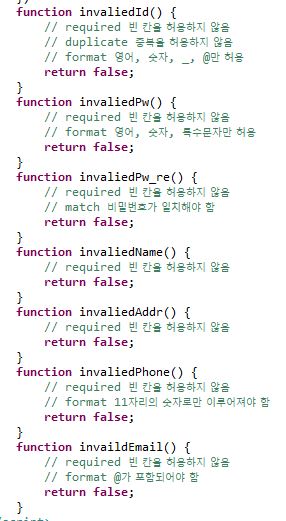 function invaliedId() {
// required 빈 칸을 허용하지 않음
// duplicate 중복을 허용하지 않음
// format 영어, 숫자, _, @만 허용
return false;
}
function invaliedPw() {
// required 빈 칸을 허용하지 않음
// format 영어, 숫자, 특수문자만 허용
return false;
}
function invaliedPw_re() {
// required 빈 칸을 허용하지 않음
// match 비밀번호가 일치해야 함
return false;
}
function invaliedName() {
// required 빈 칸을 허용하지 않음
return false;
}
function invaliedAddr() {
// required 빈 칸을 허용하지 않음
return false;
}
function invaliedPhone() {
// required 빈 칸을 허용하지 않음
// format 11자리의 숫자로만 이루어져야 함
return false;
}
function invaildEmail() {
// required 빈 칸을 허용하지 않음
// format @가 포함되어야 함
return false;
}